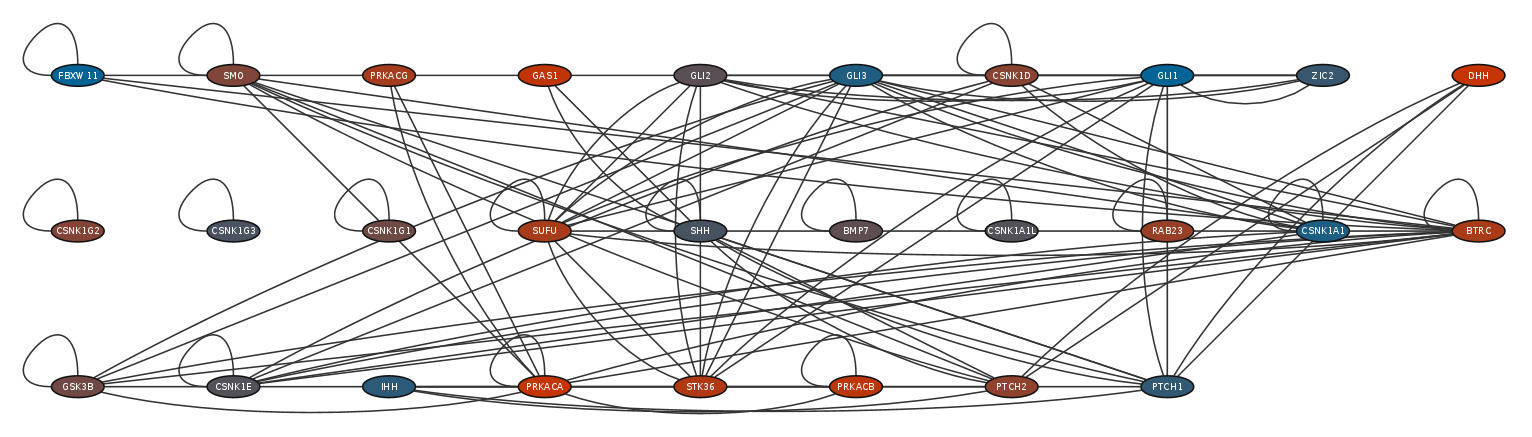 FBXW11 SMO PRKACG GAS1 GLI2 GLI3 CSNK1D GLI1 ZIC2 DHH
CSNK1G2 CSNK1G3 CSNK1G1 SUFU SHH BMP7 CSNK1A1L RAB23 CSNK1A1 BTRC
GSK3B CSNK1E IHH PRKACA STK36 PRKACB PTCH2 PTCH1